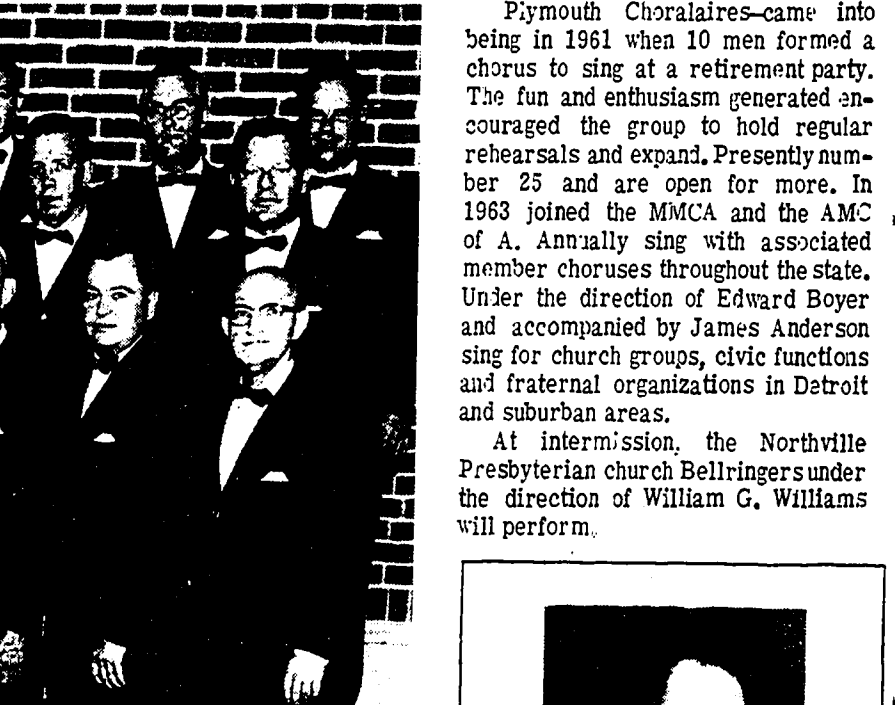 Plymouth Choralaires—came into
being in 1961 when 10 men formed a
chorus to sing at a retirement party.
The fun and enthusiasm generated en-
couraged the group to hold regular
rehearsals and expand. Presently num-
ber 25 and are open for more. In
1963 joined the MMCA and the AMC
of A. Annually sing with associated
member choruses throughout the state.
Under the direction of Edward Boyer
and accompanied by James Anderson
sing for church groups, civic functions
and fraternal organizations in Detroit
and suburban areas.
At intermission, the Northville
Presbyterian church Bellringers under
the direction of William G. Williams
will perform.